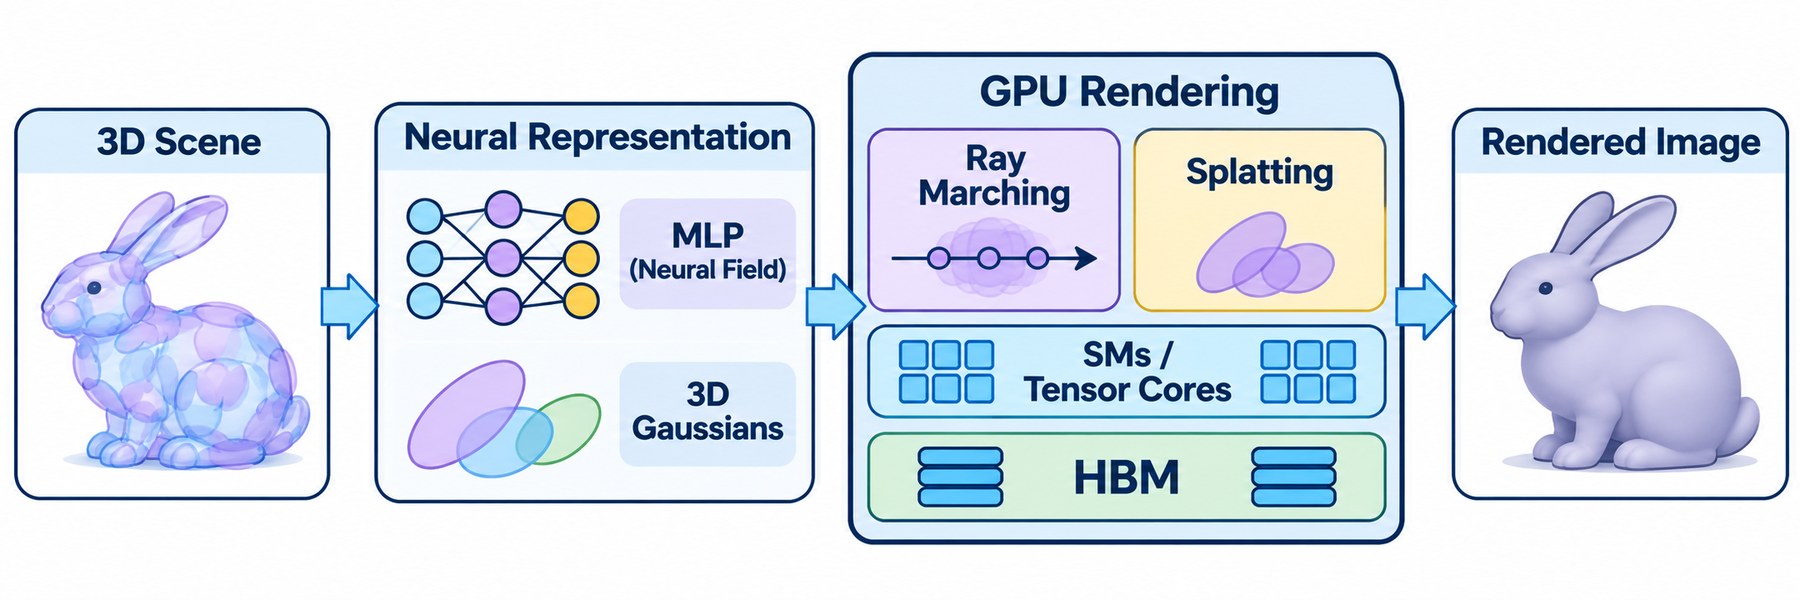 3D Scene
Neural Representation
MLP
(Neural Field)
3D
Gaussians
GPU Rendering
Ray
Marching
Splatting
SMs /
Tensor Cores
HBM
Rendered Image